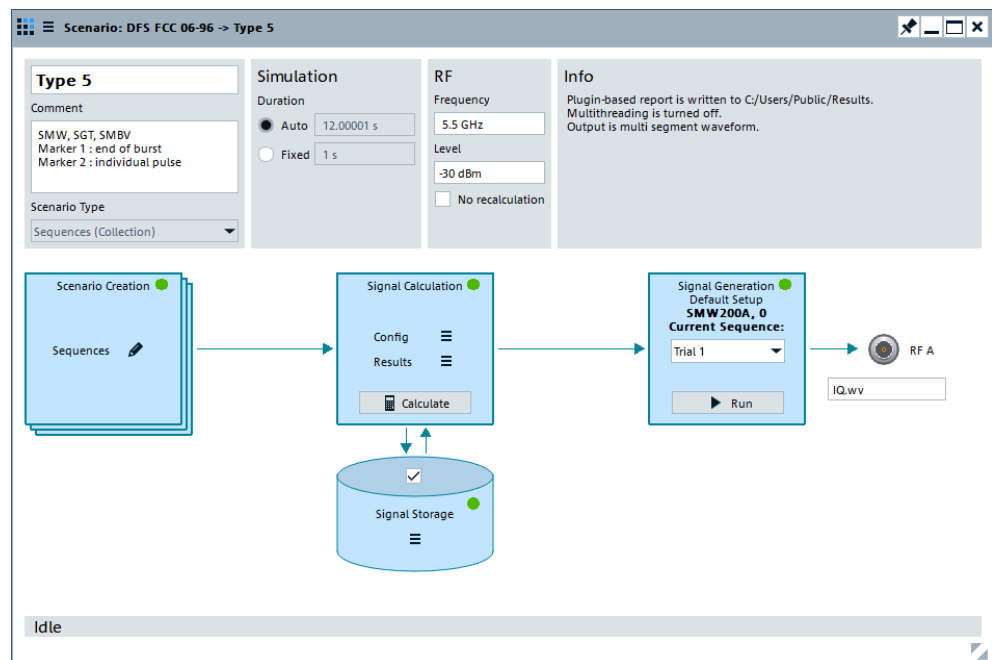 Scenario: DFS FCC 06-96 -> Type 5
Type 5
Comment
SMW, SGT, SMBV
Marker 1 : end of burst
Marker 2 : individual pulse
Scenario Type
Sequences (Collection)
Simulation
Duration
Auto 12.00001 s
Fixed 1 s
RF
Frequency
5.5 GHz
Level
-30 dBm
No recalculation
Info
Plugin-based report is written to C:/Users/Public/Results.
Multithreading is turned off.
Output is multi segment waveform.
Scenario Creation
Sequences
Signal Calculation
Config
Results
Calculate
Signal Storage
Signal Generation
Default Setup
SMW200A, 0
Current Sequence:
Trial 1
Run
RF A
IQ.wv
Idle